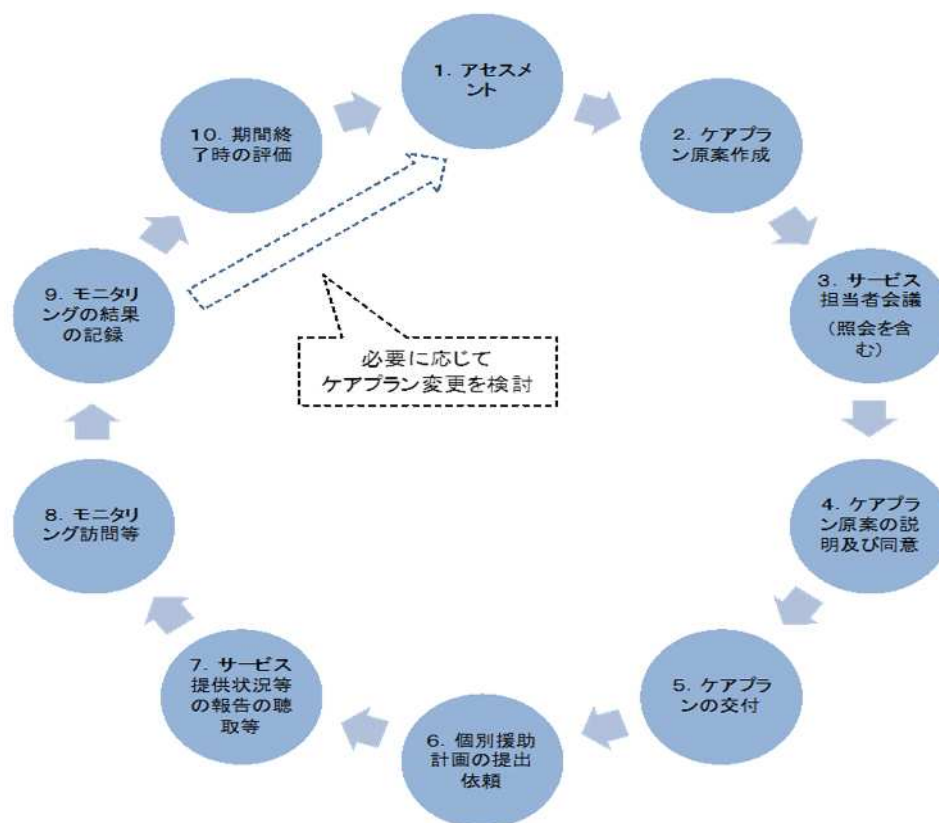 1. アセスメ
ント
2. ケアプラ
ン原案作成
3. サービス
担当者会議
(照会を含
む)
4. ケアプラ
ン原案の説
明及び同意
5. ケアプラ
ンの交付
6. 個別援助
計画の提出
依頼
7. サービス
提供状況等
の報告の聴
取等
8. モニタリ
ング訪問等
9. モニタリ
ングの結果
の記録
10. 期間終
了時の評価
必要に応じて
ケアプラン変更を検討